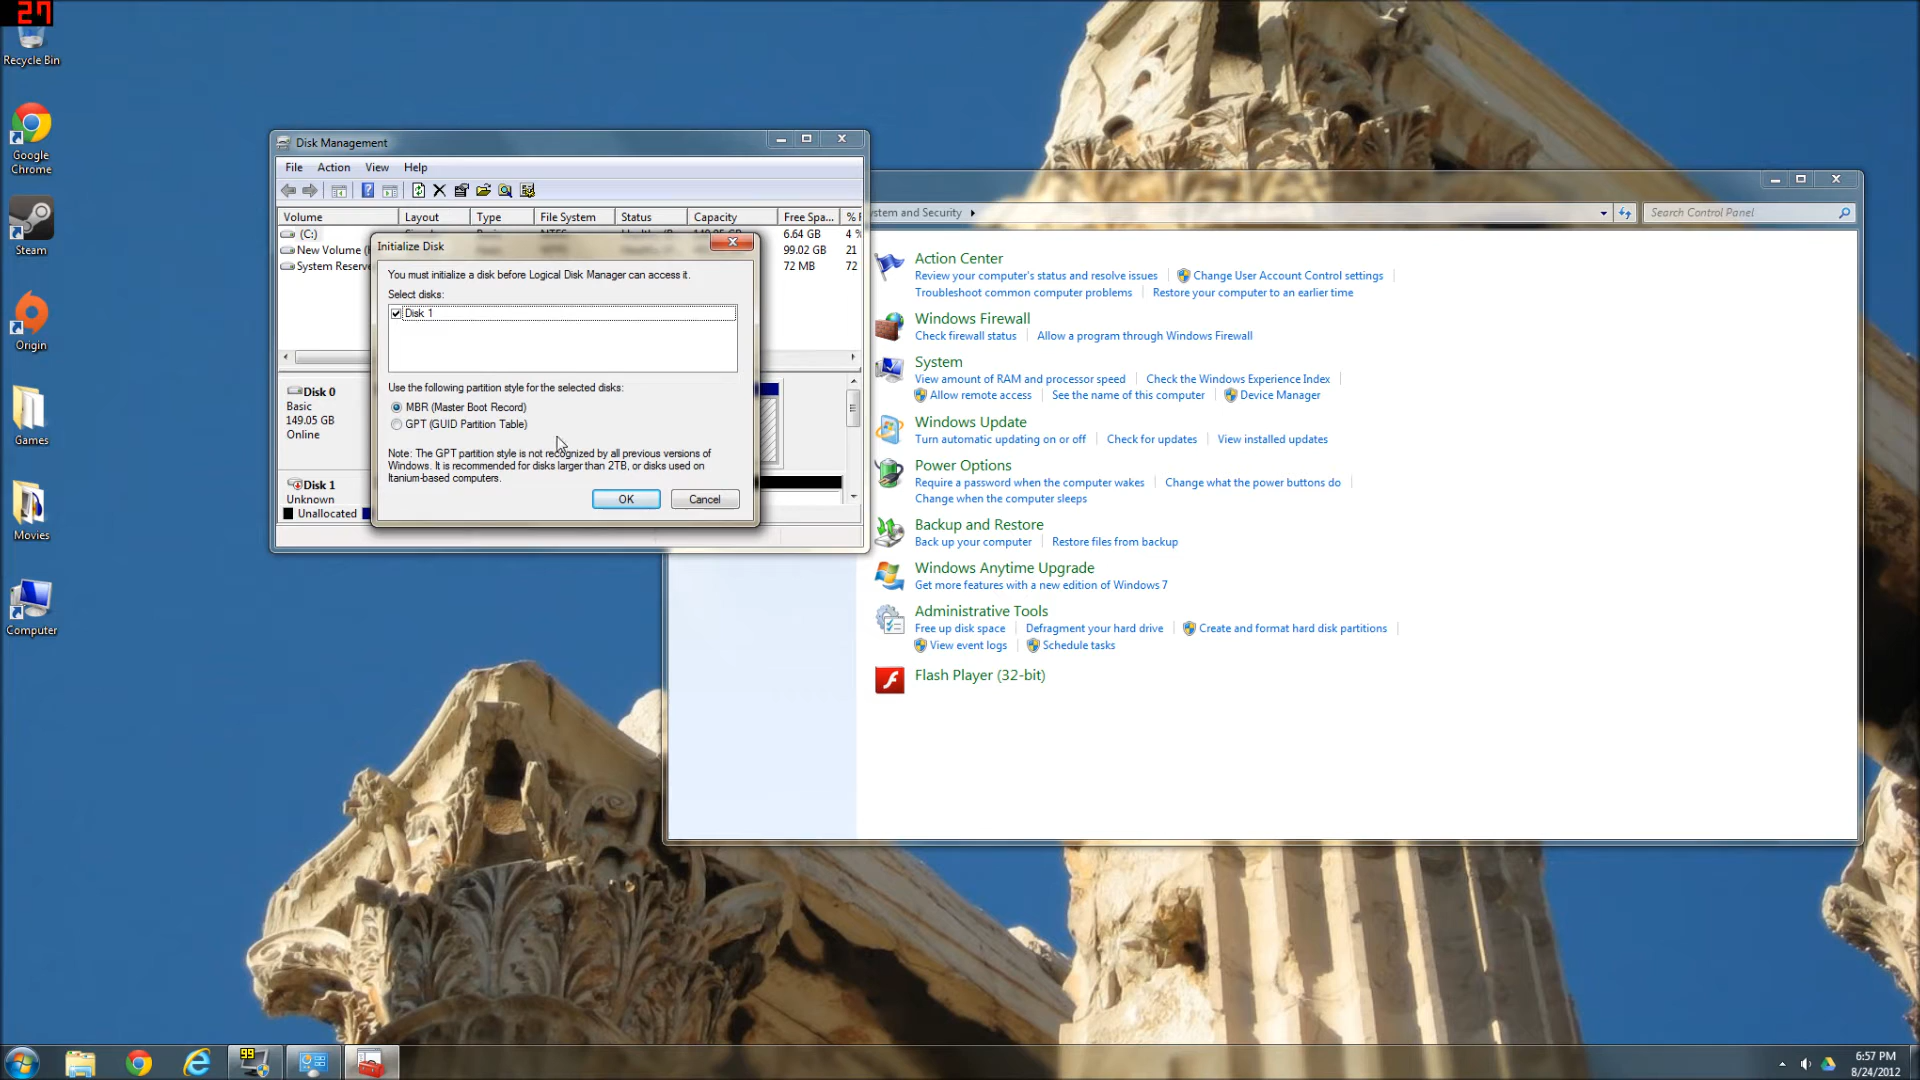 27
Recycle Bin
Google
Chrome
Steam
Origin
Games
Movies
Computer
Disk Management
File Action View Help
Volume Layout Type File System Status Capacity Free Spa... %
(C:) 6.64 GB 4 %
New Volume 99.02 GB 21
System Reserve 72 MB 72
Disk 0
Basic
149.05 GB
Online
Disk 1
Unknown
Unallocated
Initialize Disk
You must initialize a disk before Logical Disk Manager can access it.
Select disks:
Disk 1
Use the following partition style for the selected disks:
MBR (Master Boot Record)
GPT (GUID Partition Table)
Note: The GPT partition style is not recognized by all previous versions of
Windows. It is recommended for disks larger than 2TB, or disks used on
Itanium-based computers.
OK Cancel
stem and Security
Search Control Panel
Action Center
Review your computer's status and resolve issues Change User Account Control settings
Troubleshoot common computer problems Restore your computer to an earlier time
Windows Firewall
Check firewall status Allow a program through Windows Firewall
System
View amount of RAM and processor speed Check the Windows Experience Index
Allow remote access See the name of this computer Device Manager
Windows Update
Turn automatic updating on or off Check for updates View installed updates
Power Options
Require a password when the computer wakes Change what the power buttons do
Change when the computer sleeps
Backup and Restore
Back up your computer Restore files from backup
Windows Anytime Upgrade
Get more features with a new edition of Windows 7
Administrative Tools
Free up disk space Defragment your hard drive Create and format hard disk partitions
View event logs Schedule tasks
Flash Player (32-bit)
99
6:57 PM
8/24/2012